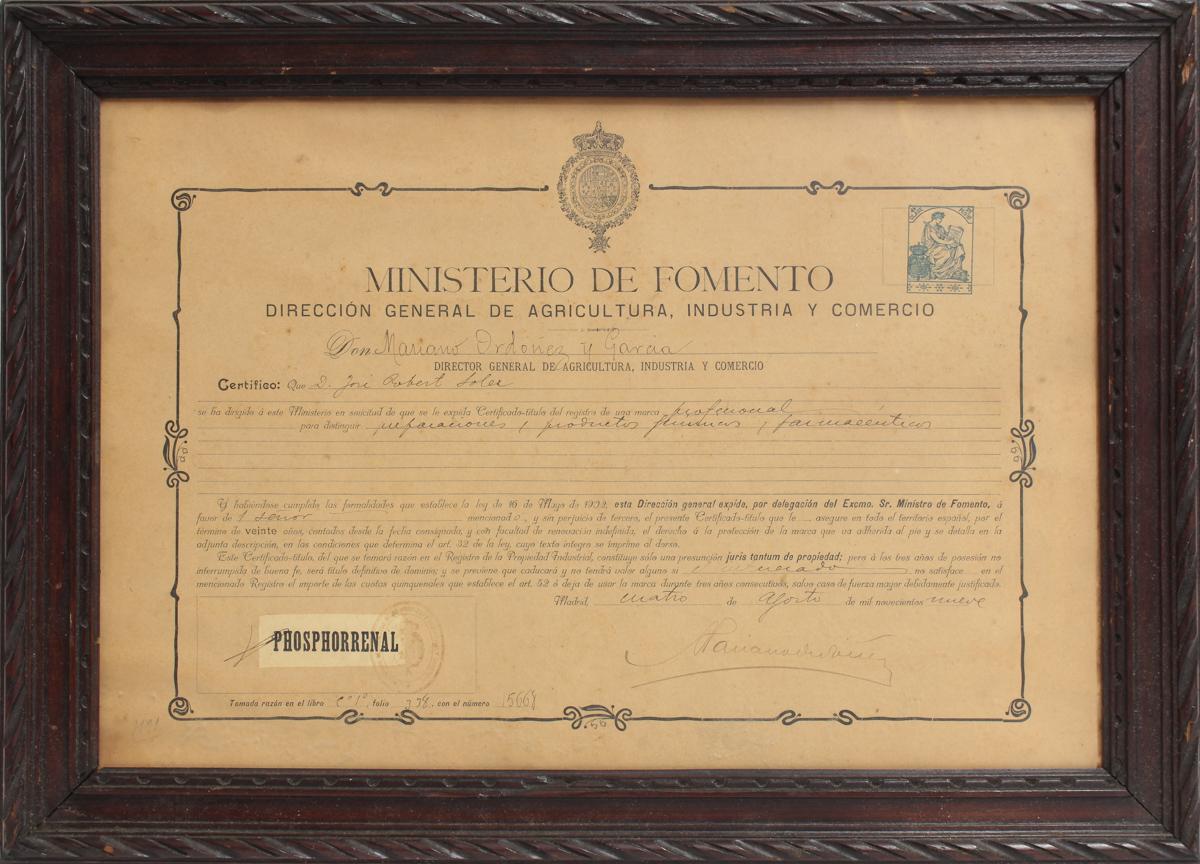 MINISTERIO DE FOMENTO
DIRECCIÓN GENERAL DE AGRICULTURA, INDUSTRIA Y COMERCIO
Don Mariano Ordóñez y García
DIRECTOR GENERAL DE AGRICULTURA, INDUSTRIA Y COMERCIO
Certifico: Que D. José Robert Soler
se ha dirigido á este Ministerio en solicitud de que se le expida Certificado-título del registro de una marca profesional
para distinguir preparaciones y productos químicos y farmacéuticos
Y habiéndose cumplido las formalidades que establece la ley de 16 de Mayo de 1902, esta Dirección general expide, por delegación del Excmo. Sr. Ministro de Fomento, á
favor de l señor mencionado, y sin perjuicio de tercero, el presente Certificado-título que le asegure en todo el territorio español, por el
término de veinte años, contados desde la fecha consignada, y con facultad de renovación indefinida, el derecho á la protección de la marca que va adherida al pie y se detalla en la
adjunta descripción, en las condiciones que determina el art. 32 de la ley, cuyo texto íntegro se imprime al dorso.
Este Certificado-título, del que se tomará razón en el Registro de la Propiedad Industrial, constituye sólo una presunción juris tantum de propiedad; pero á los tres años de posesión no
interrumpida de buena fe, será título definitivo de dominio; y se previene que caducará y no tendrá valor alguno si el interesado no satisface en el
mencionado Registro el importe de las cuotas quinquenales que establece el art. 52 ó deja de usar la marca durante tres años consecutivos, salvo caso de fuerza mayor debidamente justificada.
Madrid, cuatro de Agosto de mil novecientos nueve
PHOSPHORRENAL
Mariano Ordóñez
Tomada razón en el libro folio 338. con el número 15668